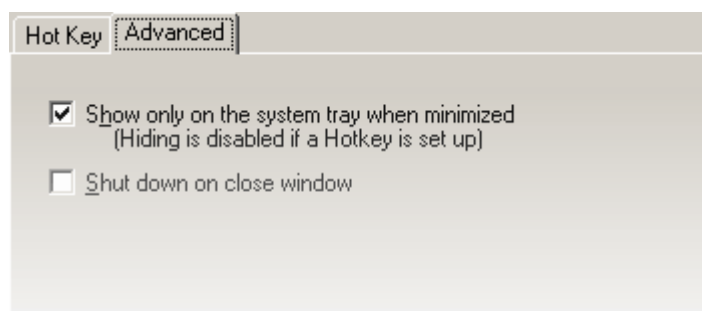 Hot Key Advanced
Show only on the system tray when minimized
(Hiding is disabled if a Hotkey is set up)
Shut down on close window